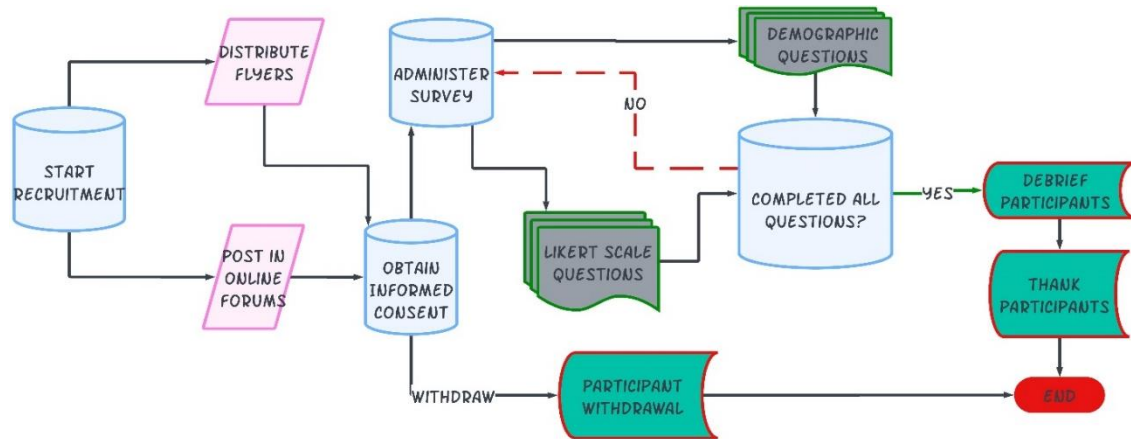 DISTRIBUTE
FLYERS
START
RECRUITMENT
POST IN
ONLINE
FORUMS
OBTAIN
INFORMED
CONSENT
ADMINISTER
SURVEY
DEMOGRAPHIC
QUESTIONS
NO
LIKERT SCALE
QUESTIONS
COMPLETED ALL
QUESTIONS?
YES
DEBRIEF
PARTICIPANTS
THANK
PARTICIPANTS
WITHDRAW
PARTICIPANT
WITHDRAWAL
END